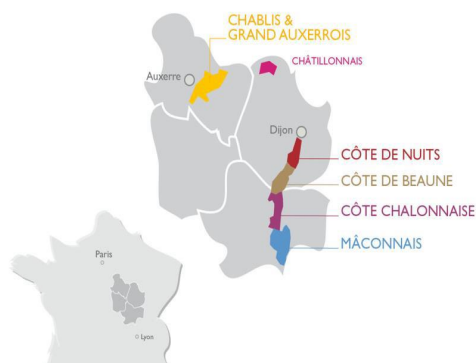 CHABLIS &
GRAND AUXERROIS
CHÂTILLONNAIS
Auxerre
Dijon
CÔTE DE NUITS
CÔTE DE BEAUNE
CÔTE CHALONNAISE
MÂCONNAIS
Paris
Lyon